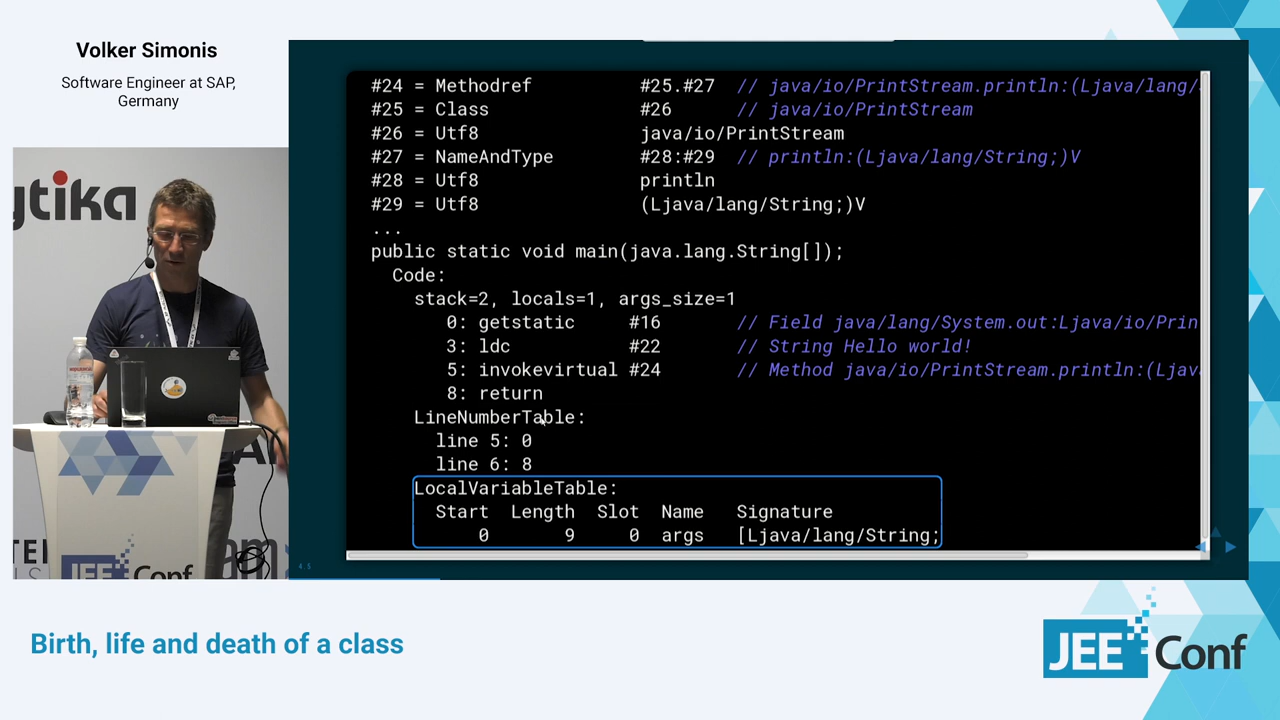 Volker Simonis
Software Engineer at SAP,
Germany
ytika
JEE Conf
#24 = Methodref #25.#27 // java/io/PrintStream.println:(Ljava/lang/
#25 = Class #26 // java/io/PrintStream
#26 = Utf8 java/io/PrintStream
#27 = NameAndType #28:#29 // println:(Ljava/lang/String;)V
#28 = Utf8 println
#29 = Utf8 (Ljava/lang/String;)V
...
public static void main(java.lang.String[]);
Code:
stack=2, locals=1, args_size=1
0: getstatic #16 // Field java/lang/System.out:Ljava/io/Prin
3: ldc #22 // String Hello world!
5: invokevirtual #24 // Method java/io/PrintStream.println:(Ljav
8: return
LineNumberTable:
line 5: 0
line 6: 8
LocalVariableTable:
Start Length Slot Name Signature
0 9 0 args [Ljava/lang/String;
4.5
Birth, life and death of a class
JEE Conf